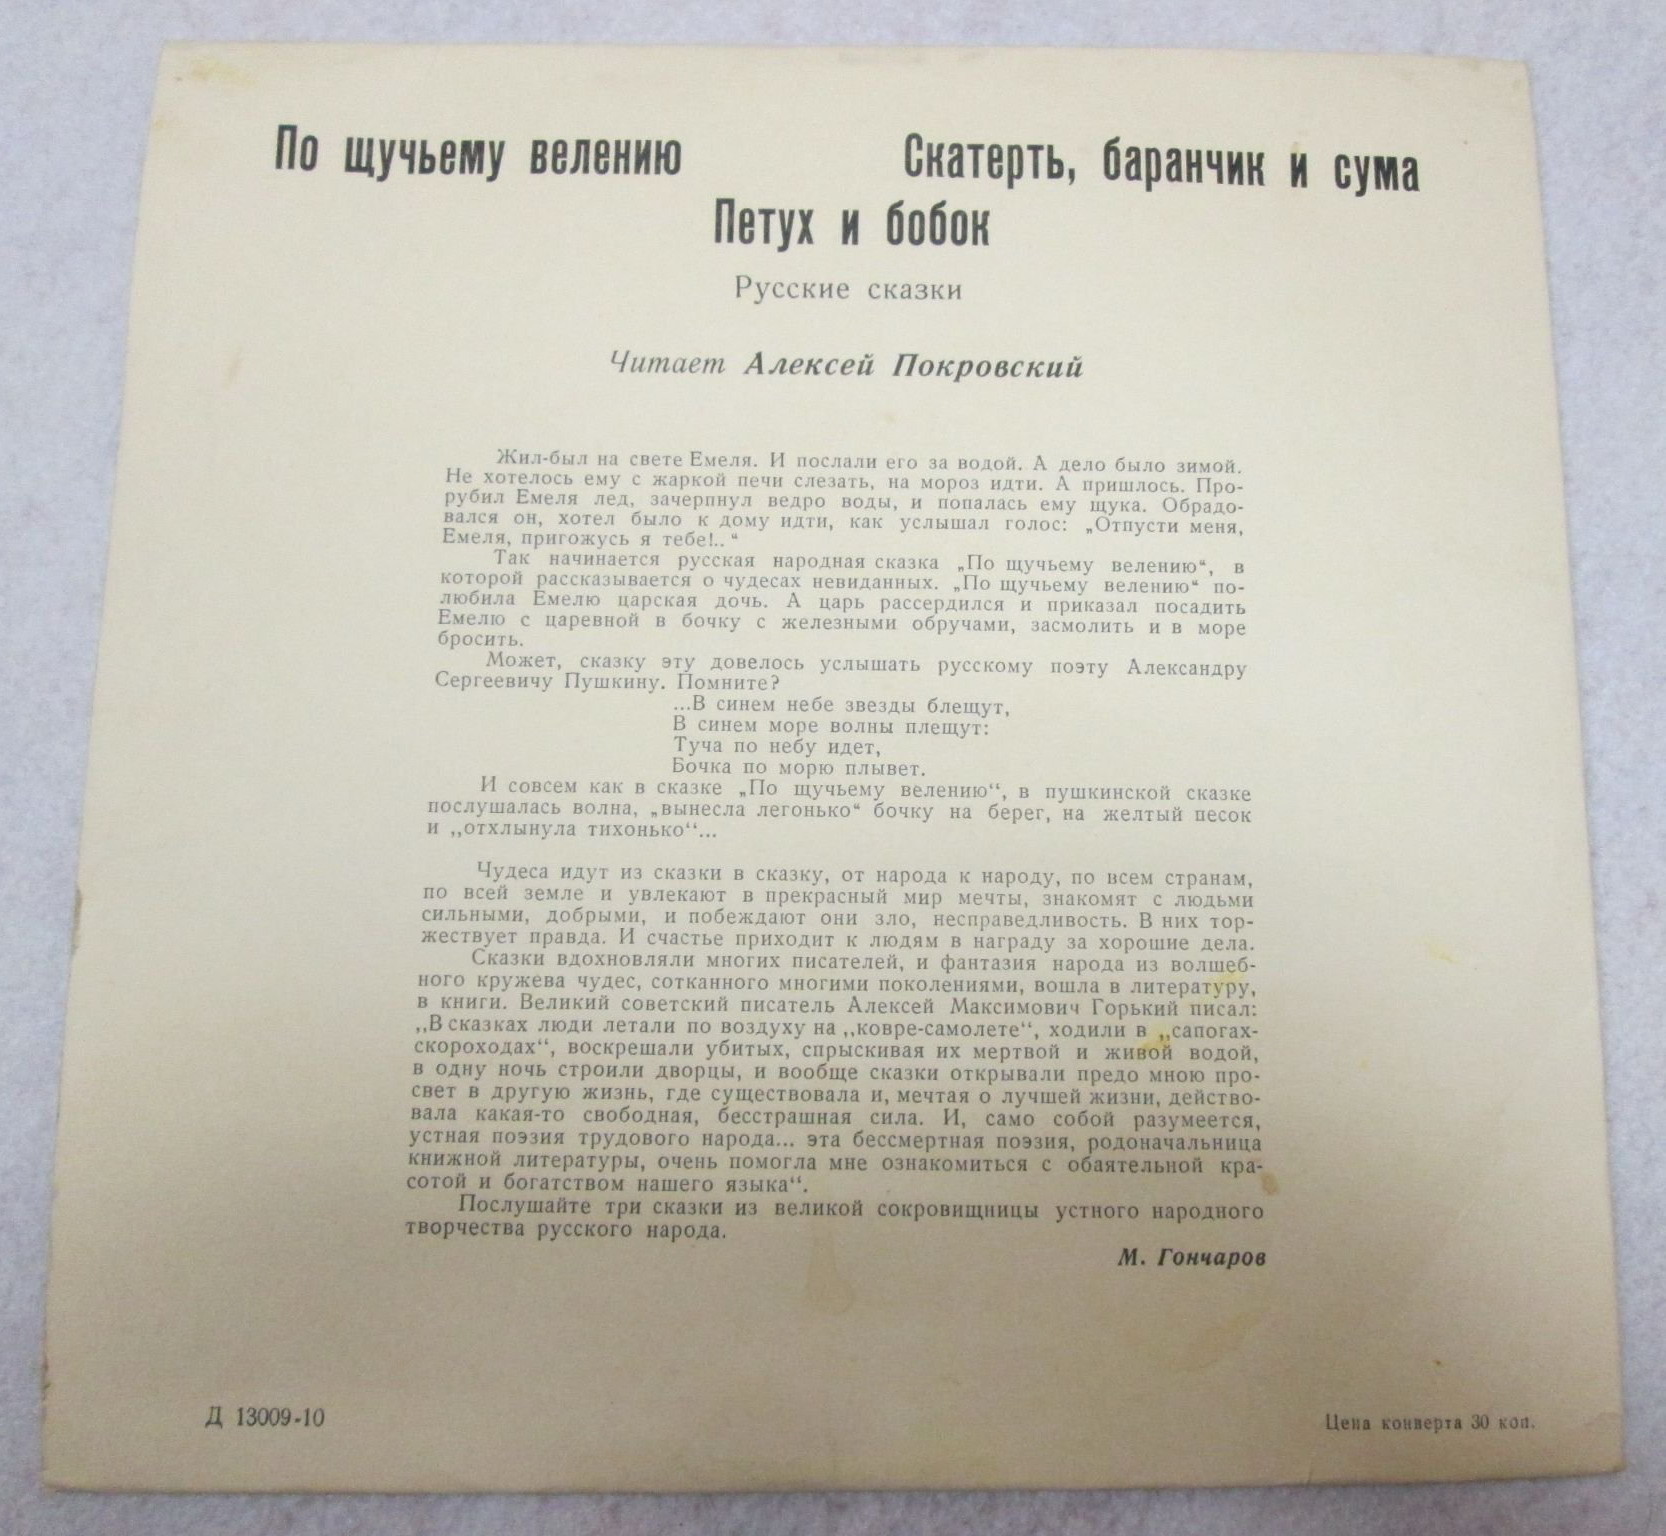 По щучьему велению
Скатерть, баранчик и сума
Петух и бобок
Русские сказки
Читает Алексей Покровский
Жил-был на свете Емеля. И послали его за водой. А дело было зимой.
Не хотелось ему с жаркой печи слезать, на мороз идти. А пришлось. Про-
рубил Емеля лед, зачерпнул ведро воды, и попалась ему щука. Обрадо-
вался он, хотел было к дому идти, как услышал голос: „Отпусти меня,
Емеля, пригожусь я тебе!..“
Так начинается русская народная сказка „По щучьему велению“, в
которой рассказывается о чудесах невиданных. „По щучьему велению“ по-
любила Емелю царская дочь. А царь рассердился и приказал посадить
Емелю с царевной в бочку с железными обручами, засмолить и в море
бросить.
Может, сказку эту довелось услышать русскому поэту Александру
Сергеевичу Пушкину. Помните?
...В синем небе звезды блещут,
В синем море волны плещут:
Туча по небу идет,
Бочка по морю плывет.
И совсем как в сказке „По щучьему велению“, в пушкинской сказке
послушалась волна, „вынесла легонько“ бочку на берег, на желтый песок
и „отхлынула тихонько“...
Чудеса идут из сказки в сказку, от народа к народу, по всем странам,
по всей земле и увлекают в прекрасный мир мечты, знакомят с людьми
сильными, добрыми, и побеждают они зло, несправедливость. В них тор-
жествует правда. И счастье приходит к людям в награду за хорошие дела.
Сказки вдохновляли многих писателей, и фантазия народа из волшеб-
ного кружева чудес, сотканного многими поколениями, вошла в литературу,
в книги. Великий советский писатель Алексей Максимович Горький писал:
„В сказках люди летали по воздуху на „ковре-самолете“, ходили в „сапогах-
скороходах“, воскрешали убитых, спрыскивая их мертвой и живой водой,
в одну ночь строили дворцы, и вообще сказки открывали предо мною про-
свет в другую жизнь, где существовала и, мечтая о лучшей жизни, действо-
вала какая-то свободная, бесстрашная сила. И, само собой разумеется,
устная поэзия трудового народа... эта бессмертная поэзия, родоначальница
книжной литературы, очень помогла мне ознакомиться с обаятельной кра-
сотой и богатством нашего языка“.
Послушайте три сказки из великой сокровищницы устного народного
творчества русского народа.
М. Гончаров
Д 13009-10
Цена конверта 30 коп.